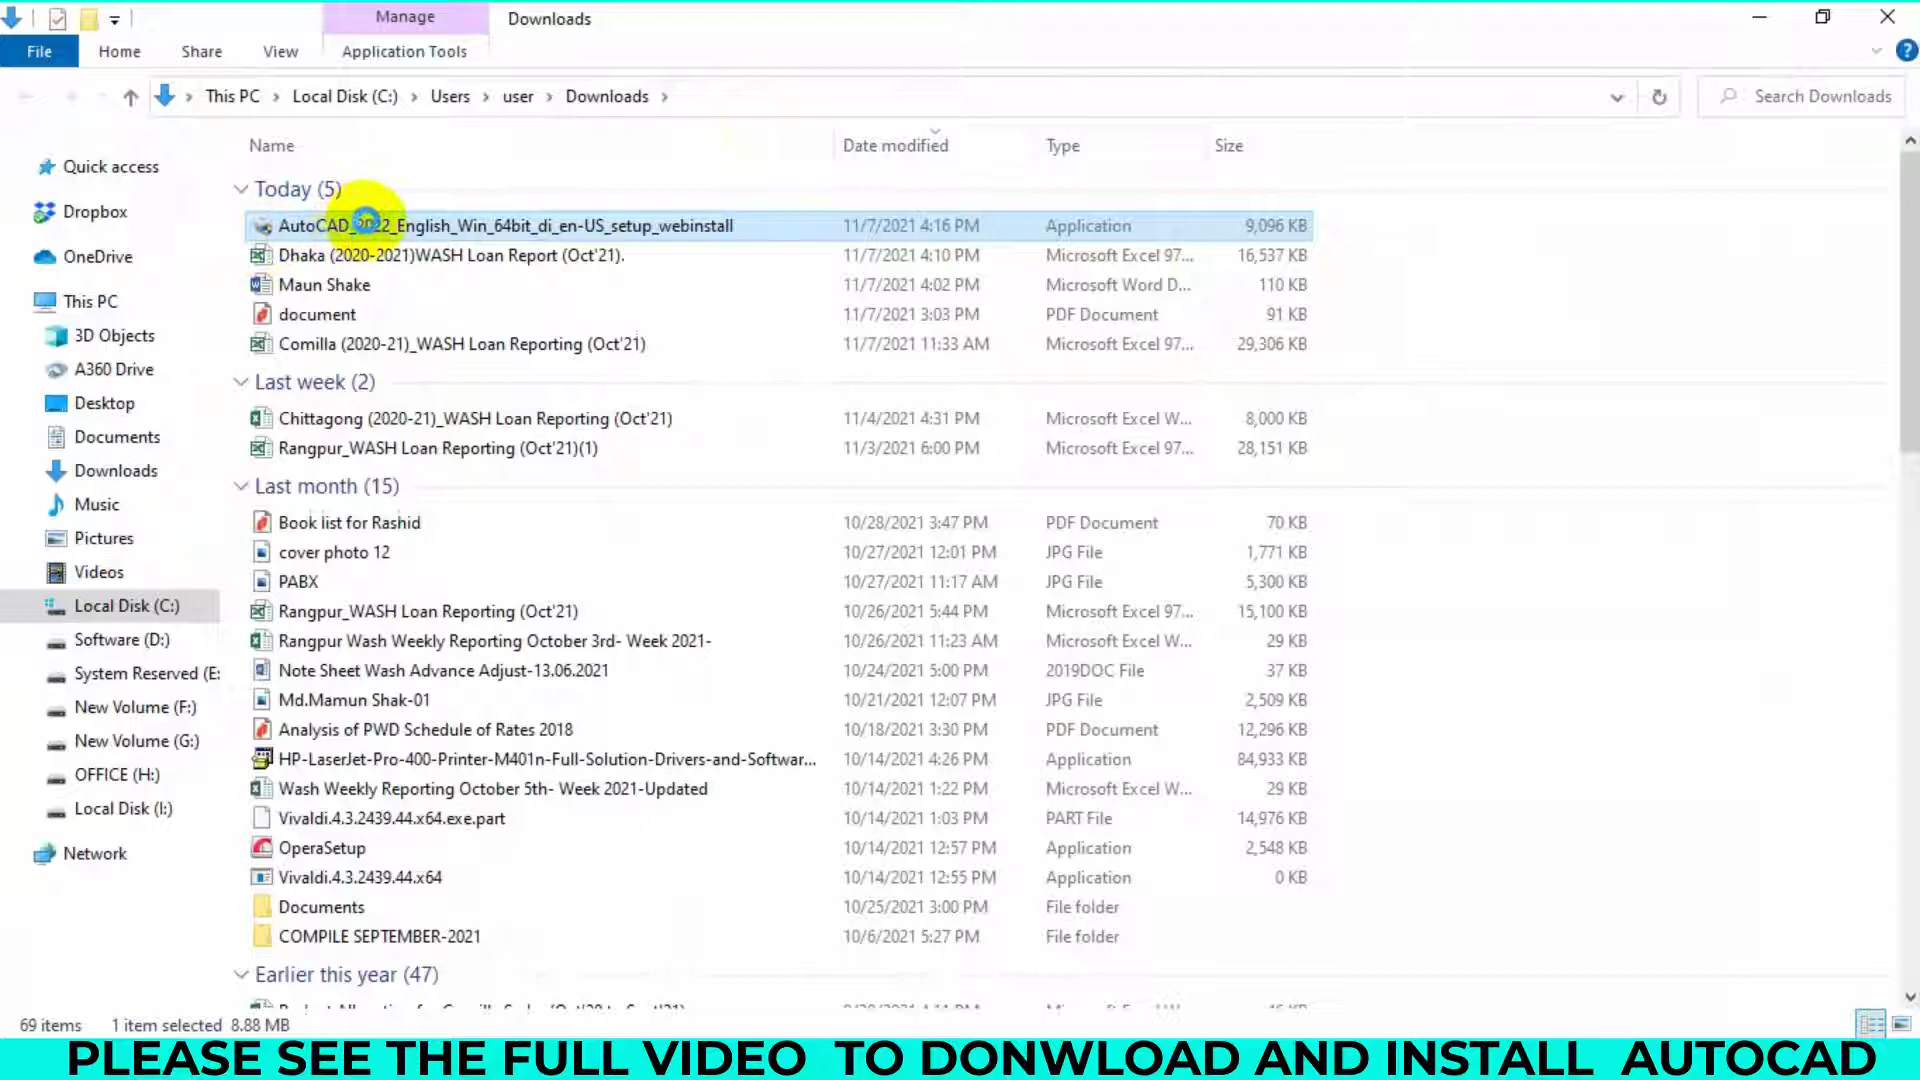 Manage
Downloads
File
Home
Share
View
Application Tools
This PC
Local Disk (C:)
Users
user
Downloads
Search Downloads
Name
Date modified
Type
Size
Quick access
Dropbox
OneDrive
This PC
3D Objects
A360 Drive
Desktop
Documents
Downloads
Music
Pictures
Videos
Local Disk (C:)
Software (D:)
System Reserved (E:
New Volume (F:)
New Volume (G:)
OFFICE (H:)
Local Disk (I:)
Network
Today (5)
AutoCAD_2022_English_Win_64bit_di_en-US_setup_webinstall 11/7/2021 4:16 PM Application 9,096 KB
Dhaka (2020-2021)WASH Loan Report (Oct'21). 11/7/2021 4:10 PM Microsoft Excel 97... 16,537 KB
Maun Shake 11/7/2021 4:02 PM Microsoft Word D... 110 KB
document 11/7/2021 3:03 PM PDF Document 91 KB
Comilla (2020-21)_WASH Loan Reporting (Oct'21) 11/7/2021 11:33 AM Microsoft Excel 97... 29,306 KB
Last week (2)
Chittagong (2020-21)_WASH Loan Reporting (Oct'21) 11/4/2021 4:31 PM Microsoft Excel W... 8,000 KB
Rangpur_WASH Loan Reporting (Oct'21)(1) 11/3/2021 6:00 PM Microsoft Excel 97... 28,151 KB
Last month (15)
Book list for Rashid 10/28/2021 3:47 PM PDF Document 70 KB
cover photo 12 10/27/2021 12:01 PM JPG File 1,771 KB
PABX 10/27/2021 11:17 AM JPG File 5,300 KB
Rangpur_WASH Loan Reporting (Oct'21) 10/26/2021 5:44 PM Microsoft Excel 97... 15,100 KB
Rangpur Wash Weekly Reporting October 3rd- Week 2021- 10/26/2021 11:23 AM Microsoft Excel W... 29 KB
Note Sheet Wash Advance Adjust-13.06.2021 10/24/2021 5:00 PM 2019DOC File 37 KB
Md.Mamun Shak-01 10/21/2021 12:07 PM JPG File 2,509 KB
Analysis of PWD Schedule of Rates 2018 10/18/2021 3:30 PM PDF Document 12,296 KB
HP-LaserJet-Pro-400-Printer-M401n-Full-Solution-Drivers-and-Softwar... 10/14/2021 4:26 PM Application 84,933 KB
Wash Weekly Reporting October 5th- Week 2021-Updated 10/14/2021 1:22 PM Microsoft Excel W... 29 KB
Vivaldi.4.3.2439.44.x64.exe.part 10/14/2021 1:03 PM PART File 14,976 KB
OperaSetup 10/14/2021 12:57 PM Application 2,548 KB
Vivaldi.4.3.2439.44.x64 10/14/2021 12:55 PM Application 0 KB
Documents 10/25/2021 3:00 PM File folder
COMPILE SEPTEMBER-2021 10/6/2021 5:27 PM File folder
Earlier this year (47)
69 items 1 item selected 8.88 MB
PLEASE SEE THE FULL VIDEO TO DONWLOAD AND INSTALL AUTOCAD